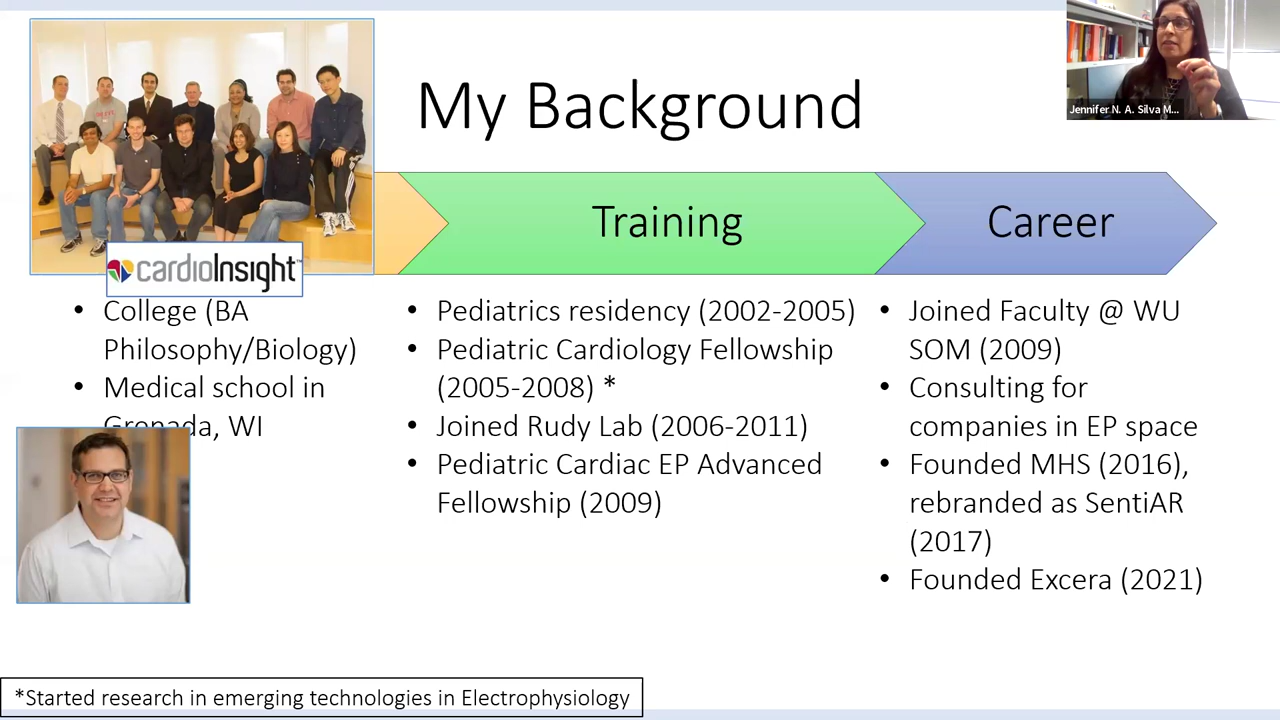 My Background
Jennifer N. A. Silva M...
cardioInsight™
Training
Career
• College (BA
Philosophy/Biology)
• Medical school in
Grenada, WI
• Pediatrics residency (2002-2005)
• Pediatric Cardiology Fellowship
(2005-2008) *
• Joined Rudy Lab (2006-2011)
• Pediatric Cardiac EP Advanced
Fellowship (2009)
• Joined Faculty @ WU
SOM (2009)
• Consulting for
companies in EP space
• Founded MHS (2016),
rebranded as SentiAR
(2017)
• Founded Excera (2021)
*Started research in emerging technologies in Electrophysiology